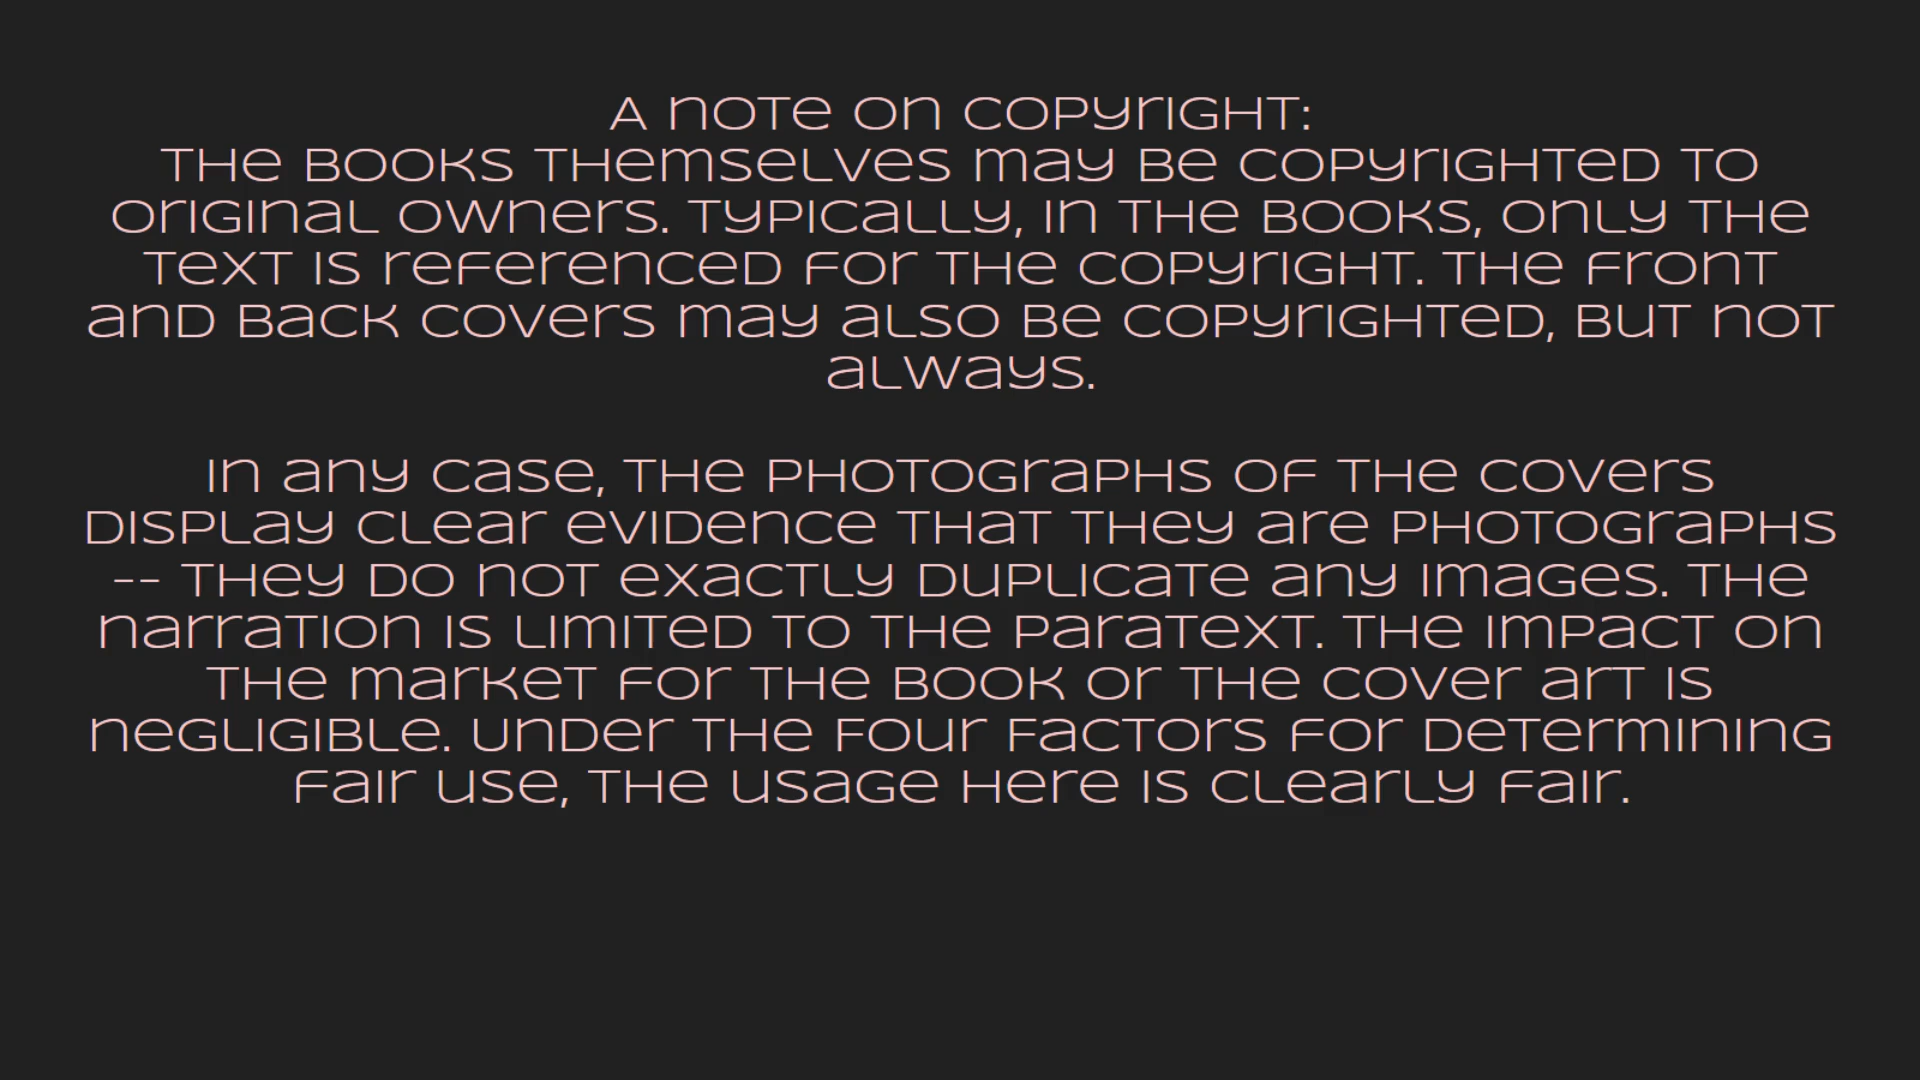 A note on copyright:
The books themselves may be copyrighted to
original owners. Typically, in the books, only the
text is referenced for the copyright. The front
and back covers may also be copyrighted, but not
always.
In any case, the photographs of the covers
display clear evidence that they are photographs
-- they do not exactly duplicate any images. The
narration is limited to the paratext. The impact on
the market for the book or the cover art is
negligible. Under the four factors for determining
fair use, the usage here is clearly fair.